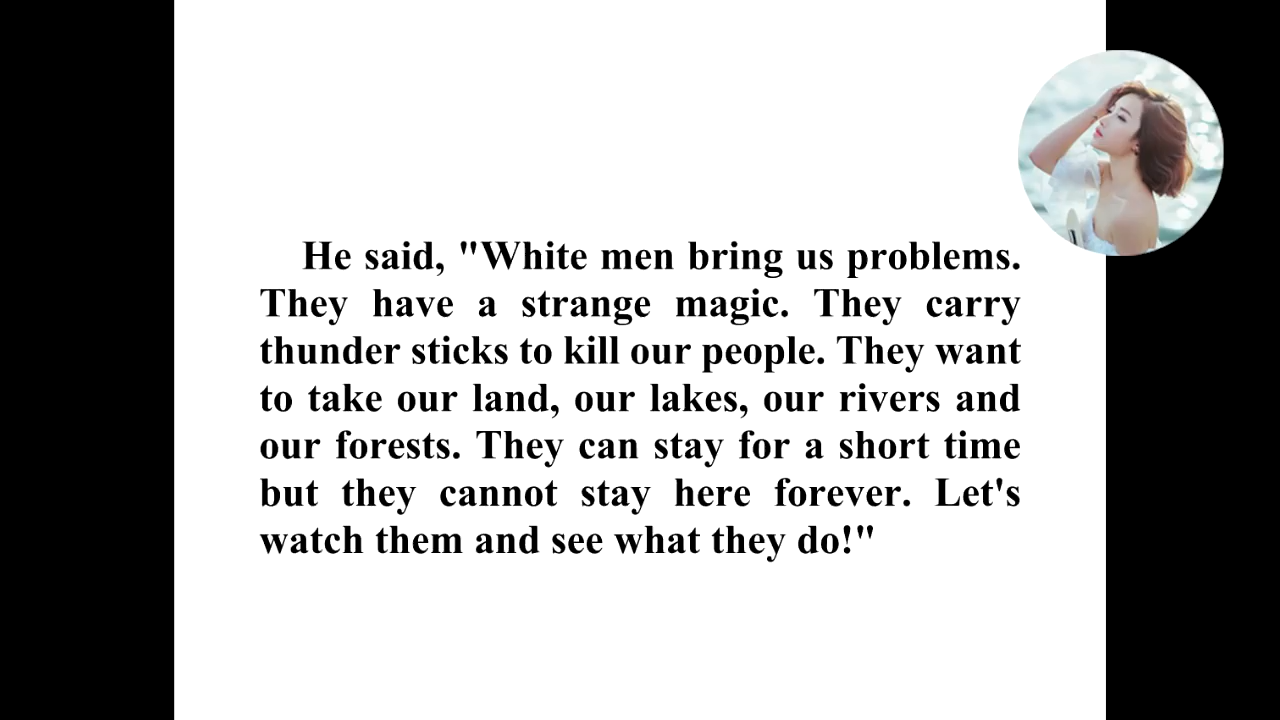 He said, "White men bring us problems.
They have a strange magic. They carry
thunder sticks to kill our people. They want
to take our land, our lakes, our rivers and
our forests. They can stay for a short time
but they cannot stay here forever. Let's
watch them and see what they do!"